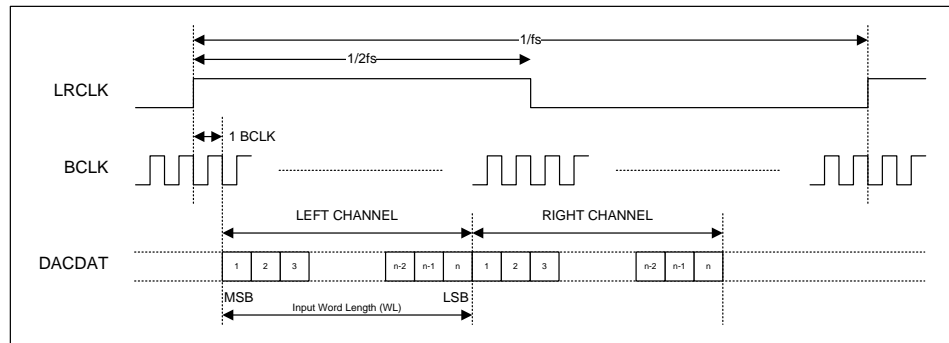 1/fs
1/2fs
LRCLK
1 BCLK
BCLK
LEFT CHANNEL RIGHT CHANNEL
DACDAT 1 2 3 n-2 n-1 n 1 2 3 n-2 n-1 n
MSB LSB
Input Word Length (WL)